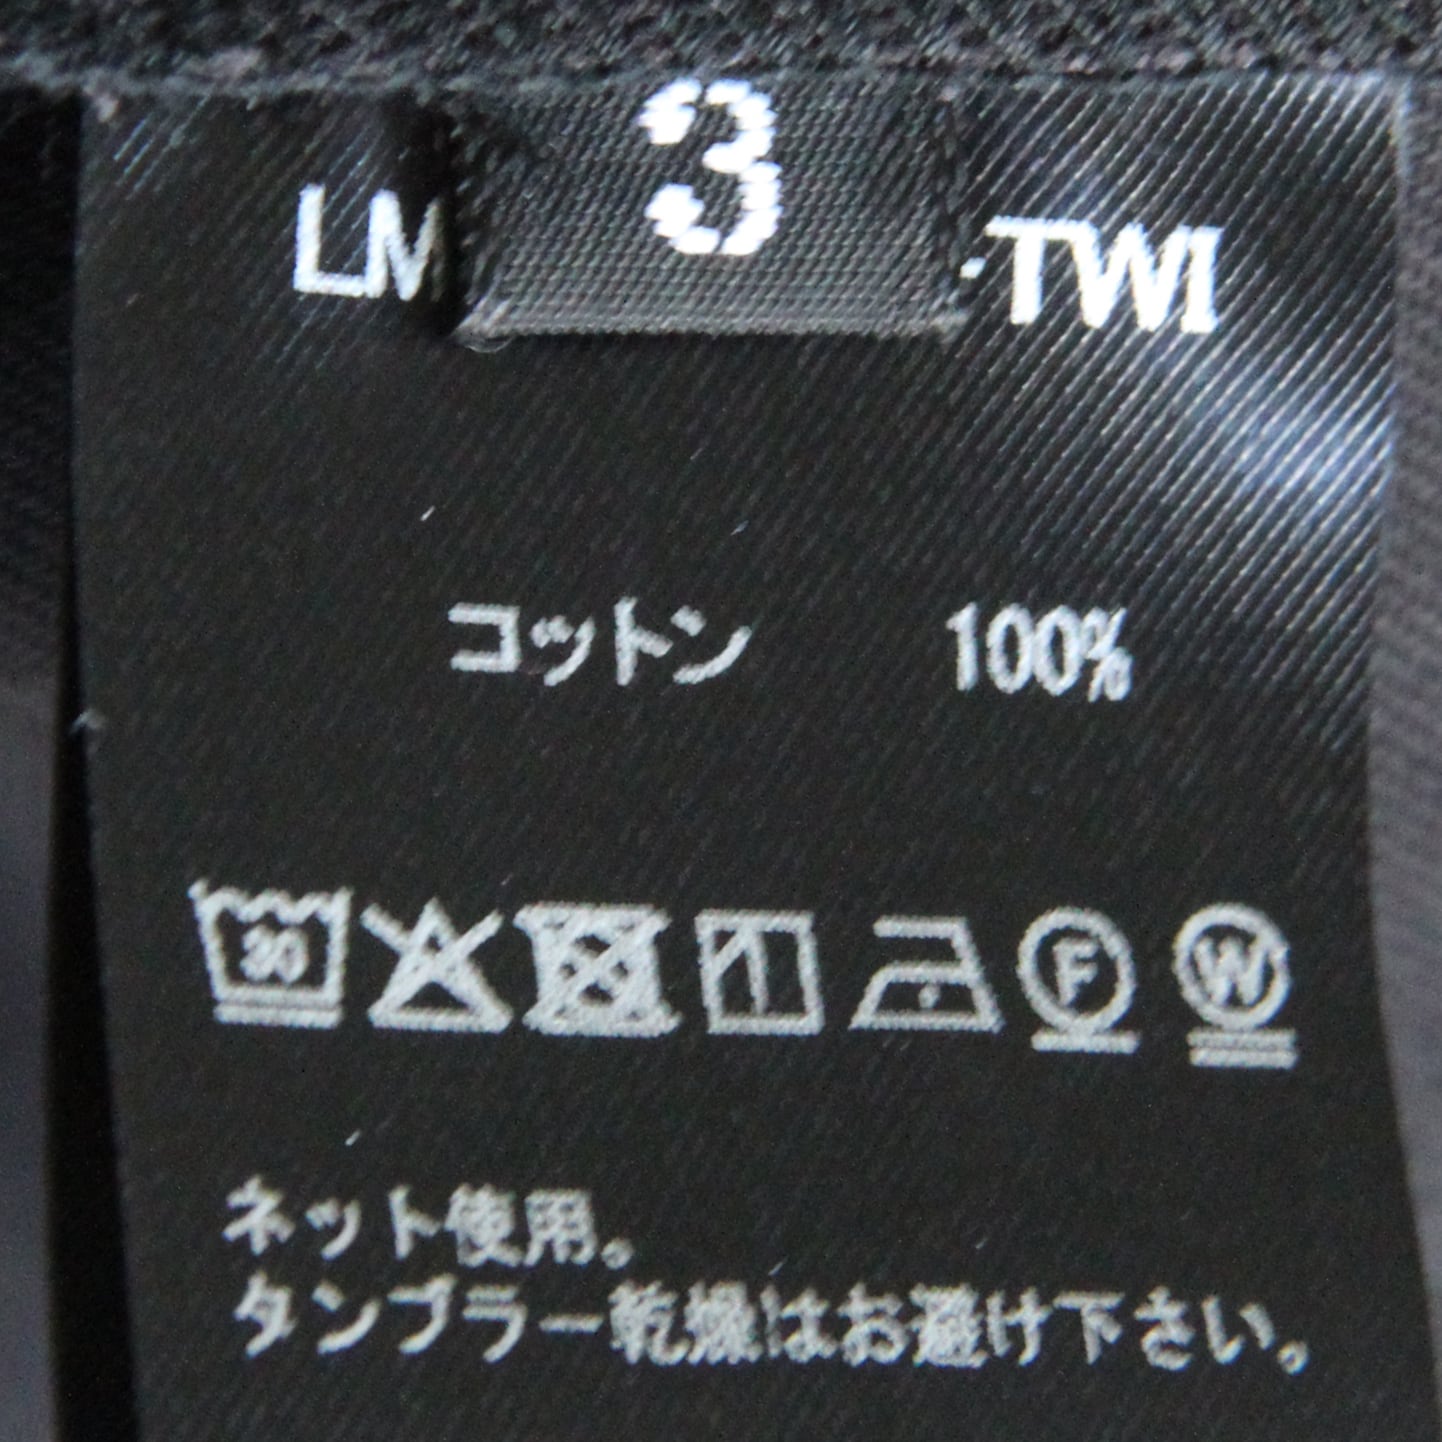 3
LM -TWI
コットン 100%
30
F W
ネット使用。
タンブラー乾燥はお避け下さい。